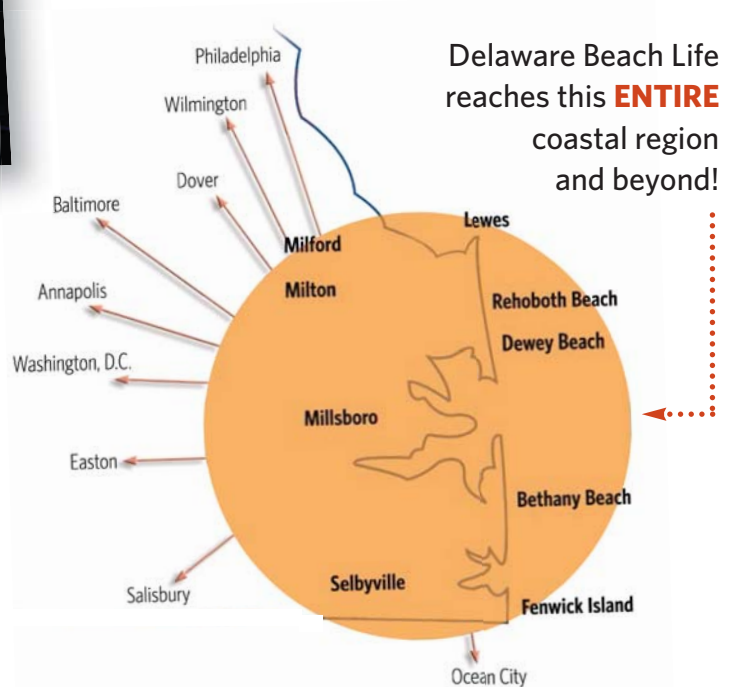 Delaware Beach Life
reaches this ENTIRE
coastal region
and beyond!
Philadelphia
Wilmington
Dover
Baltimore
Annapolis
Washington, D.C.
Easton
Salisbury
Ocean City
Milford
Milton
Lewes
Rehoboth Beach
Dewey Beach
Millsboro
Bethany Beach
Selbyville
Fenwick Island